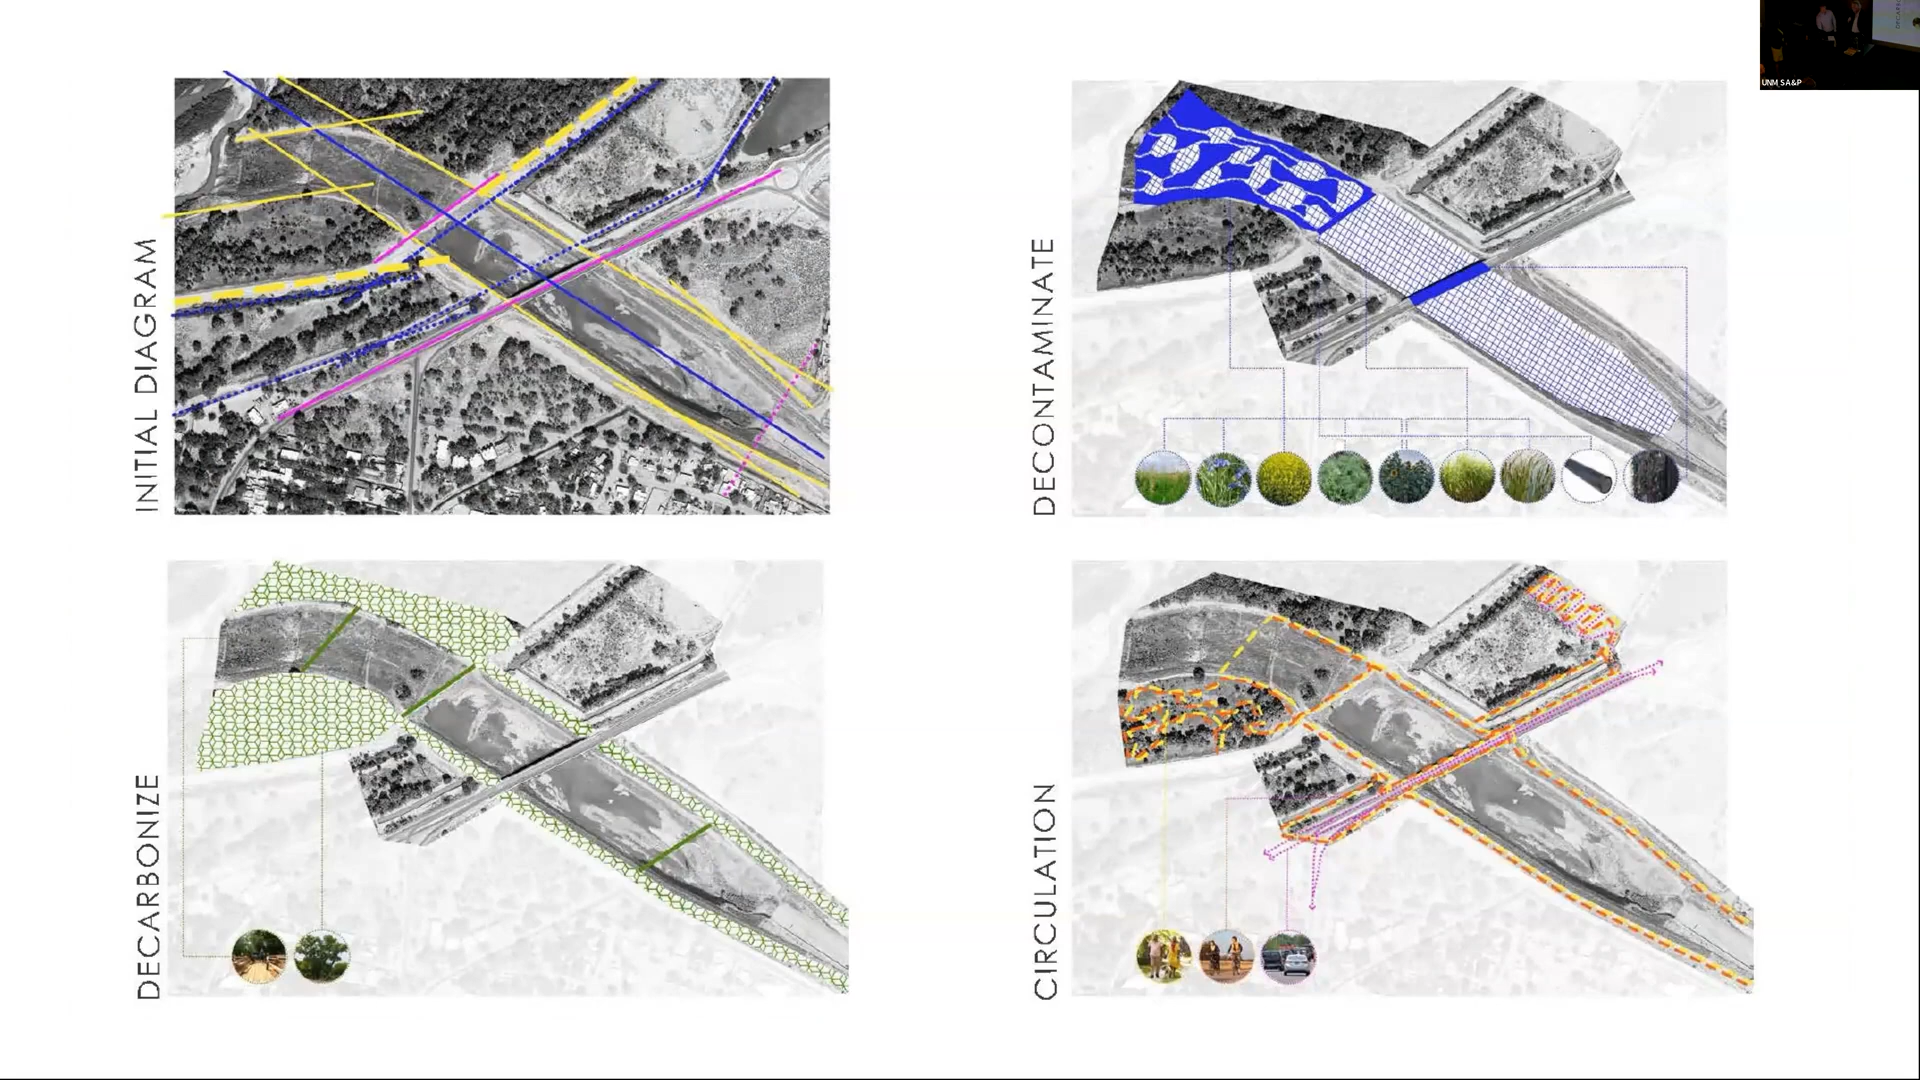 INITIAL DIAGRAM
DECONTAMINATE
UNM SA&P
DECARBONIZE
CIRCULATION